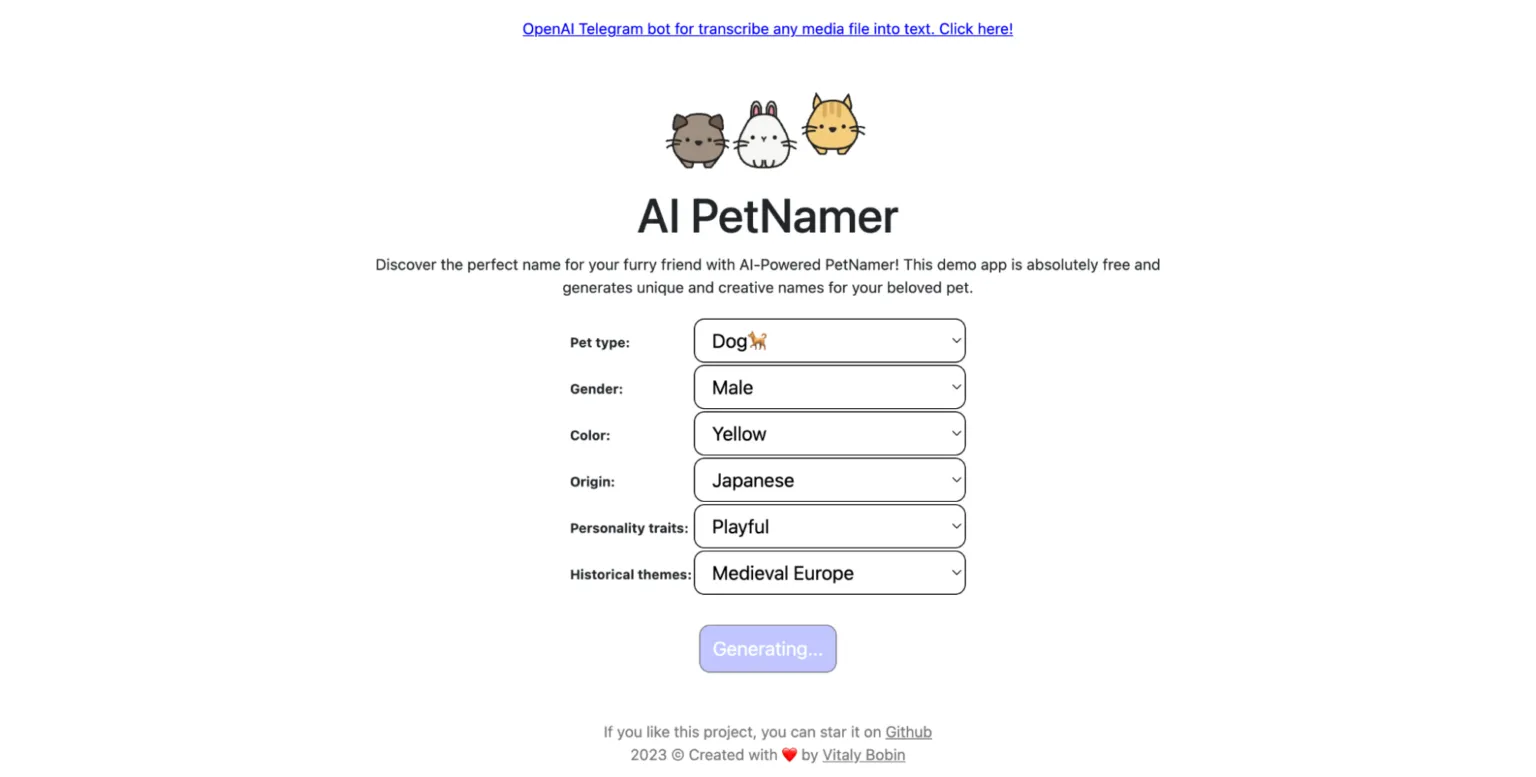 OpenAI Telegram bot for transcribe any media file into text. Click here!
AI PetNamer
Discover the perfect name for your furry friend with AI-Powered PetNamer! This demo app is absolutely free and
generates unique and creative names for your beloved pet.
Pet type: Dog🐕
Gender: Male
Color: Yellow
Origin: Japanese
Personality traits: Playful
Historical themes: Medieval Europe
Generating...
If you like this project, you can star it on Github
2023 © Created with ❤️ by Vitaly Bobin